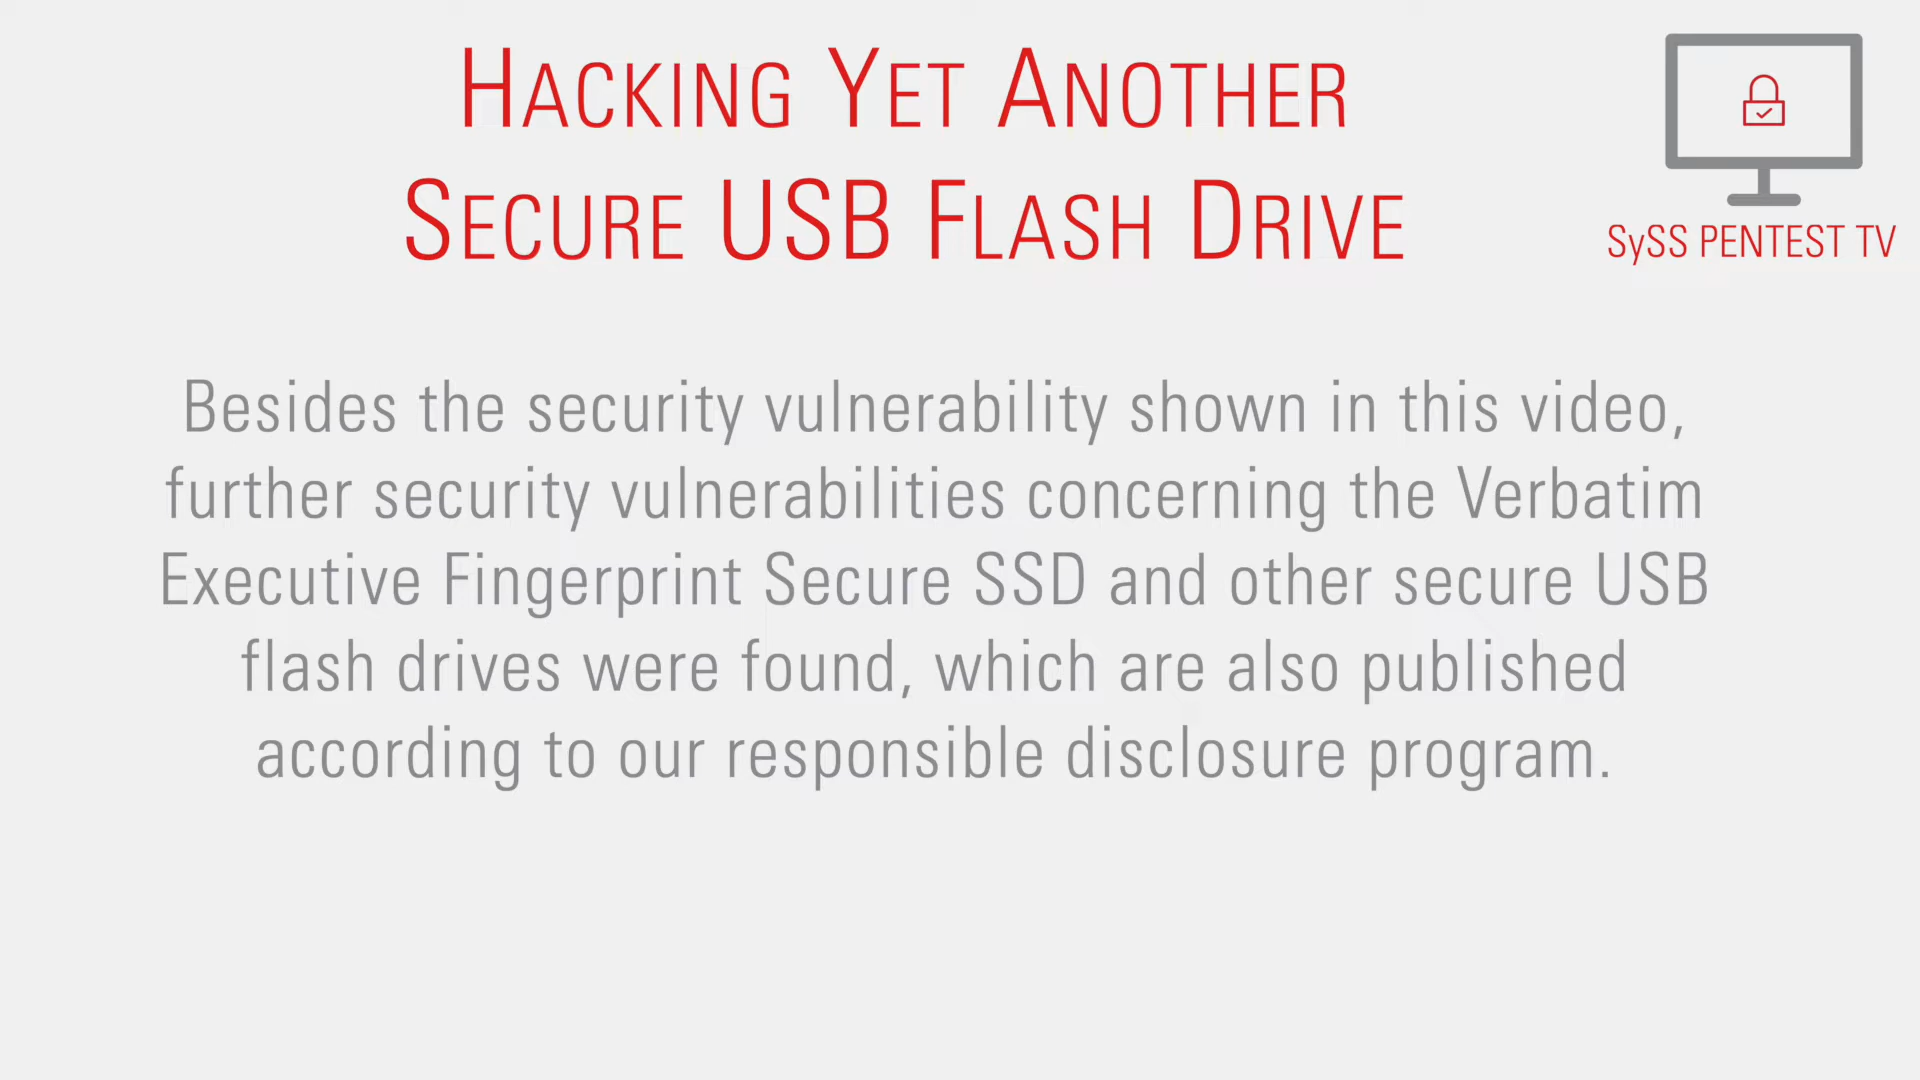 Hacking Yet Another
Secure USB Flash Drive
SySS PENTEST TV
Besides the security vulnerability shown in this video,
further security vulnerabilities concerning the Verbatim
Executive Fingerprint Secure SSD and other secure USB
flash drives were found, which are also published
according to our responsible disclosure program.